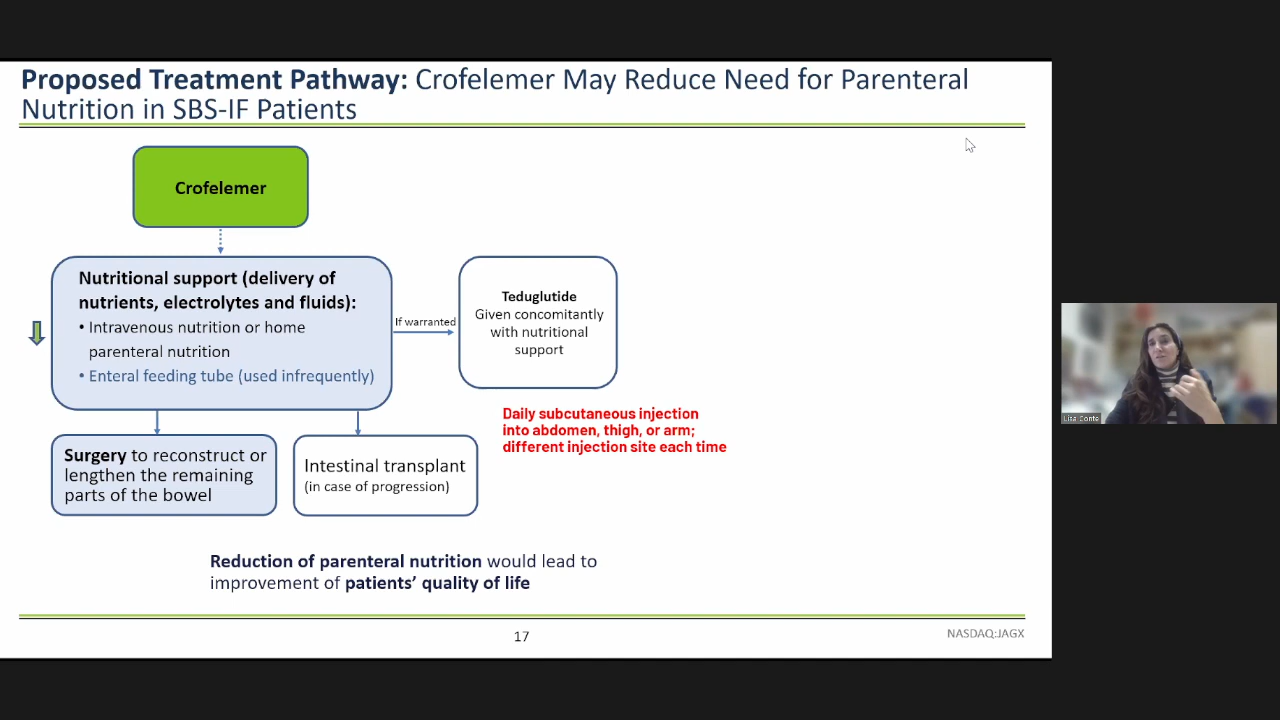 Proposed Treatment Pathway: Crofelemer May Reduce Need for Parenteral
Nutrition in SBS-IF Patients
Crofelemer
Nutritional support (delivery of
nutrients, electrolytes and fluids):
• Intravenous nutrition or home
parenteral nutrition
• Enteral feeding tube (used infrequently)
If warranted
Teduglutide
Given concomitantly
with nutritional
support
Daily subcutaneous injection
into abdomen, thigh, or arm;
different injection site each time
Surgery to reconstruct or
lengthen the remaining
parts of the bowel
Intestinal transplant
(in case of progression)
Reduction of parenteral nutrition would lead to
improvement of patients’ quality of life
17
NASDAQ:JAGX
Lisa Conte